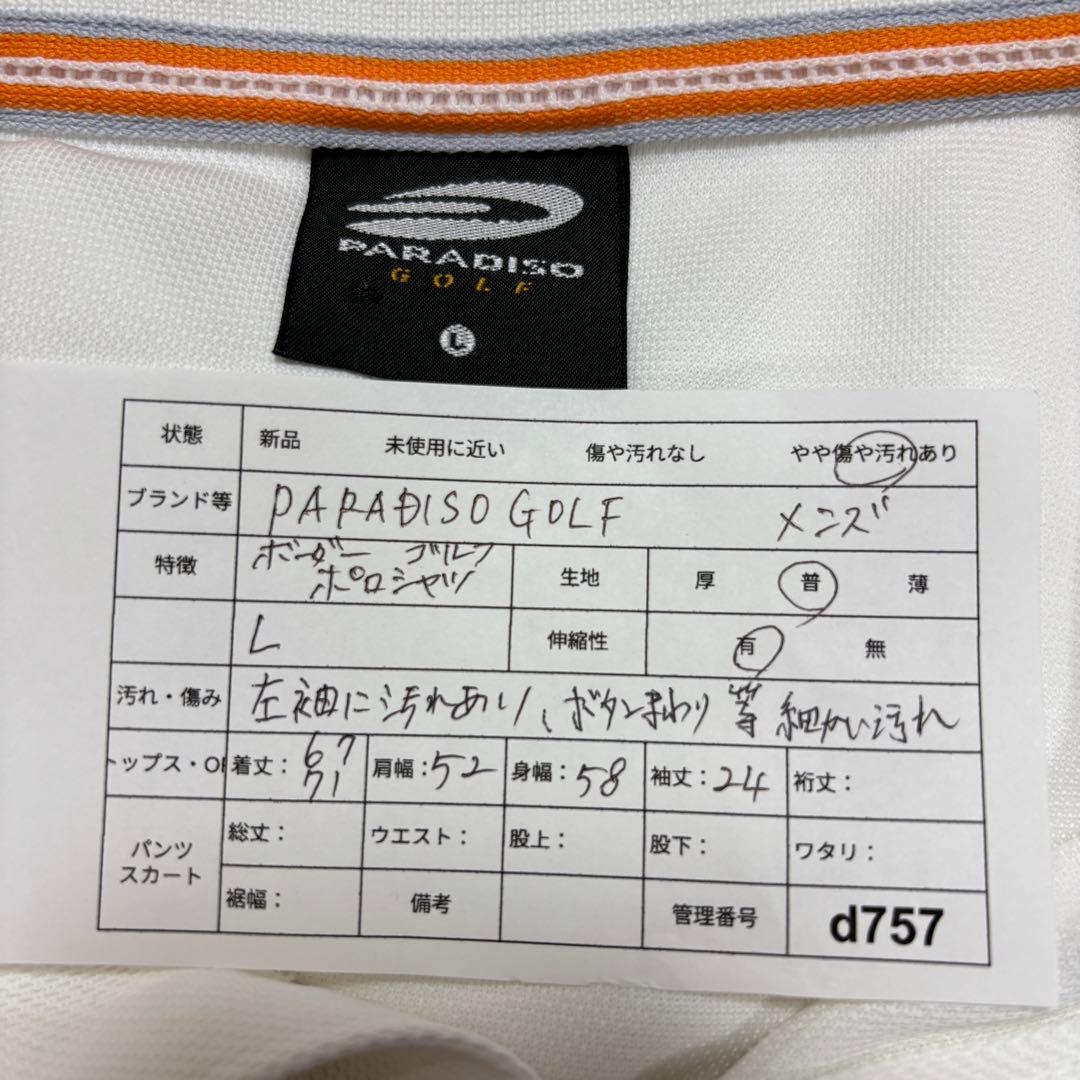 PARADISO
GOLF
L
状態 新品 未使用に近い 傷や汚れなし やや傷や汚れあり
ブランド等 PARADISO GOLF メンズ
特徴 ボーダー ゴルフ
ポロシャツ
生地 厚 普 薄
L 伸縮性 有 無
汚れ・傷み 左袖に汚れあり、ボタンまわり等細かい汚れ
トップス・OP 着丈: 67
71
肩幅:52 身幅:58 袖丈:24 裄丈:
パンツ
スカート
総丈: ウエスト: 股上: 股下: ワタリ:
裾幅: 備考 管理番号 d757